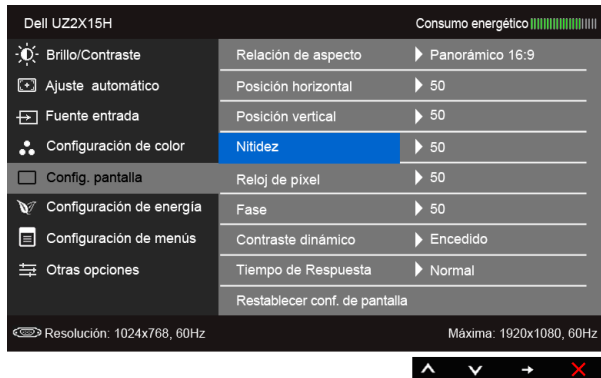 Dell UZ2X15H Consumo energético
Brillo/Contraste Relación de aspecto Panorámico 16:9
Ajuste automático Posición horizontal 50
Fuente entrada Posición vertical 50
Configuración de color Nitidez 50
Config. pantalla Reloj de píxel 50
Configuración de energía Fase 50
Configuración de menús Contraste dinámico Encedido
Otras opciones Tiempo de Respuesta Normal
Restablecer conf. de pantalla
Resolución: 1024x768, 60Hz Máxima: 1920x1080, 60Hz